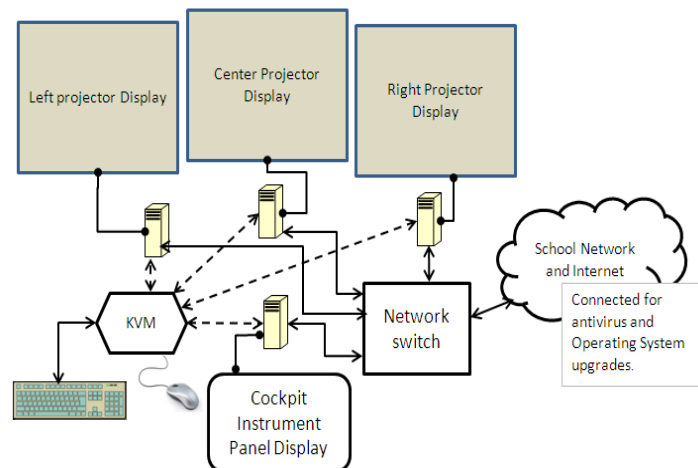 Left projector Display
Center Projector
Display
Right Projector
Display
School Network
and Internet
Connected for
antivirus and
Operating System
upgrades.
KVM
Network
switch
Cockpit
Instrument
Panel Display